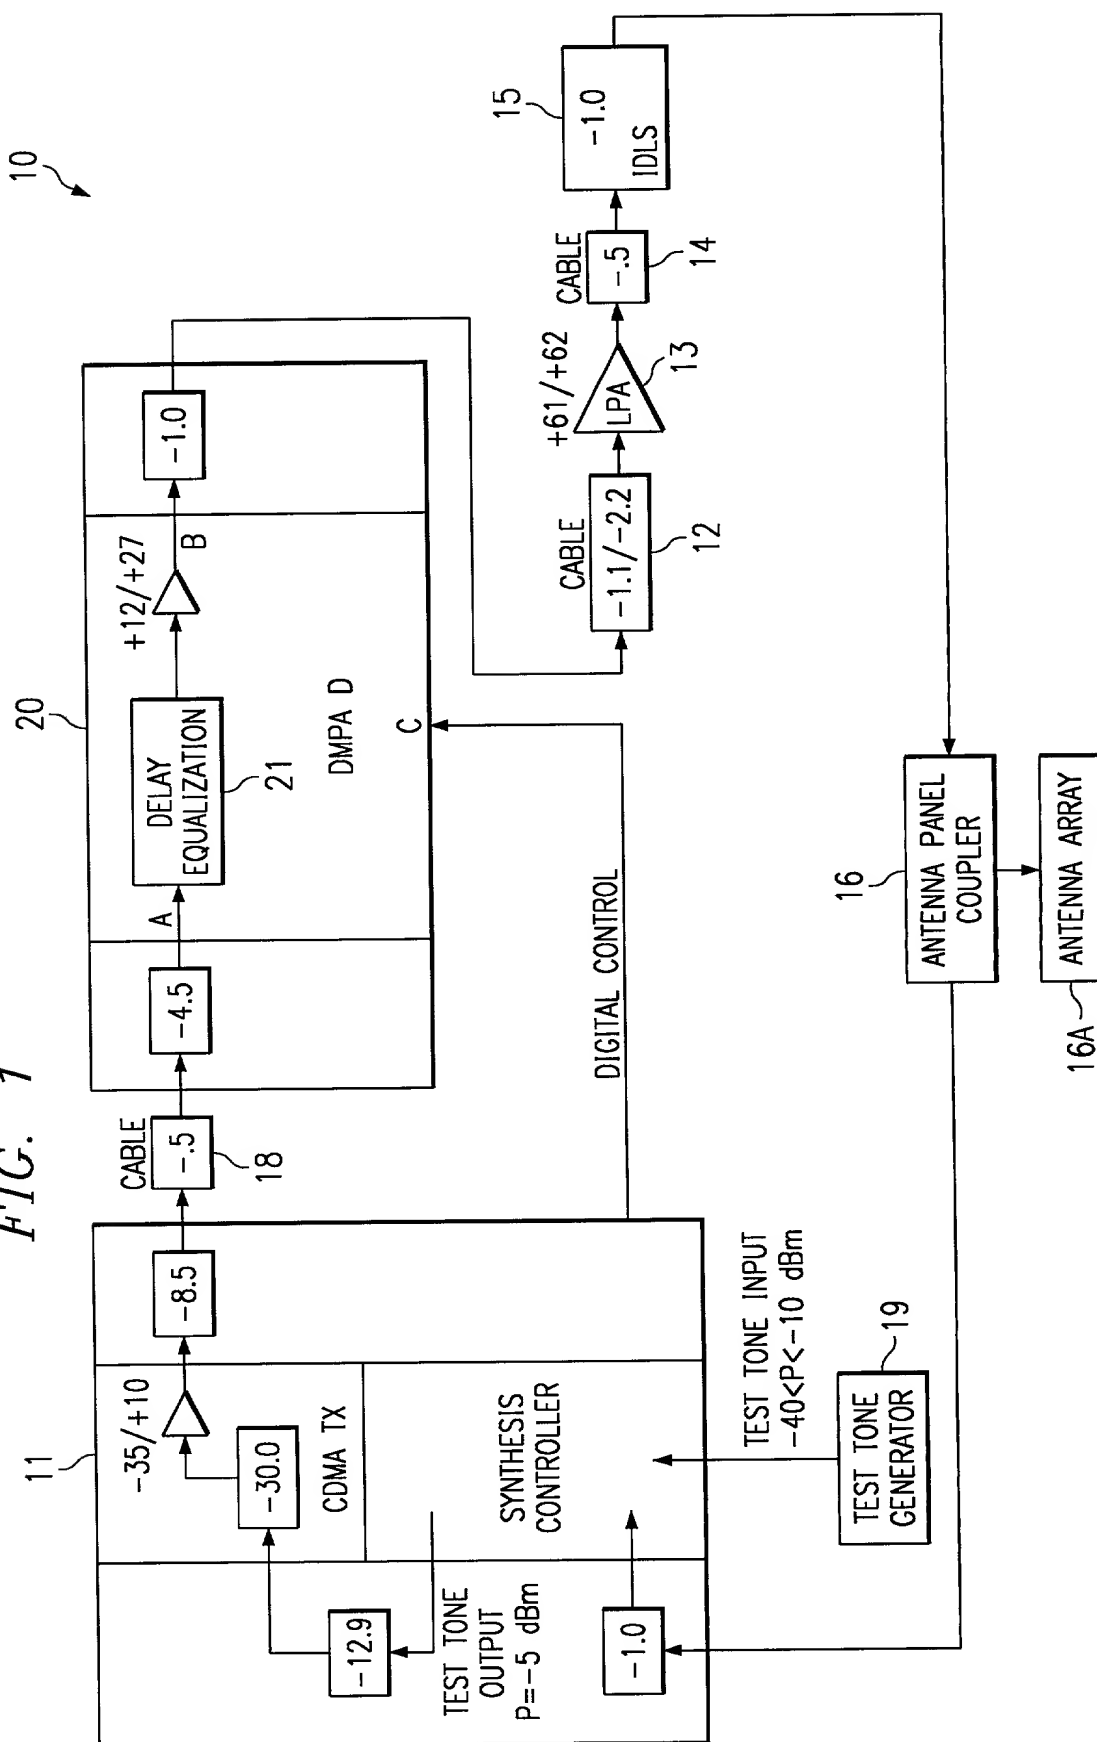 FIG. 1
10
11
-35/+10
-8.5
-30.0
CDMA TX
-12.9
TEST TONE
OUTPUT
P=-5 dBm
SYNTHESIS
CONTROLLER
-1.0
CABLE
-.5
18
20
-4.5
A
DELAY
EQUALIZATION
21
+12/+27
B
-1.0
DMPA D
C
DIGITAL CONTROL
CABLE
-1.1/-2.2
12
+61/+62
LPA
13
CABLE
-.5
14
15
-1.0
IDLS
TEST TONE INPUT
-40<P<-10 dBm
19
TEST TONE
GENERATOR
16
ANTENNA PANEL
COUPLER
ANTENNA ARRAY
16A